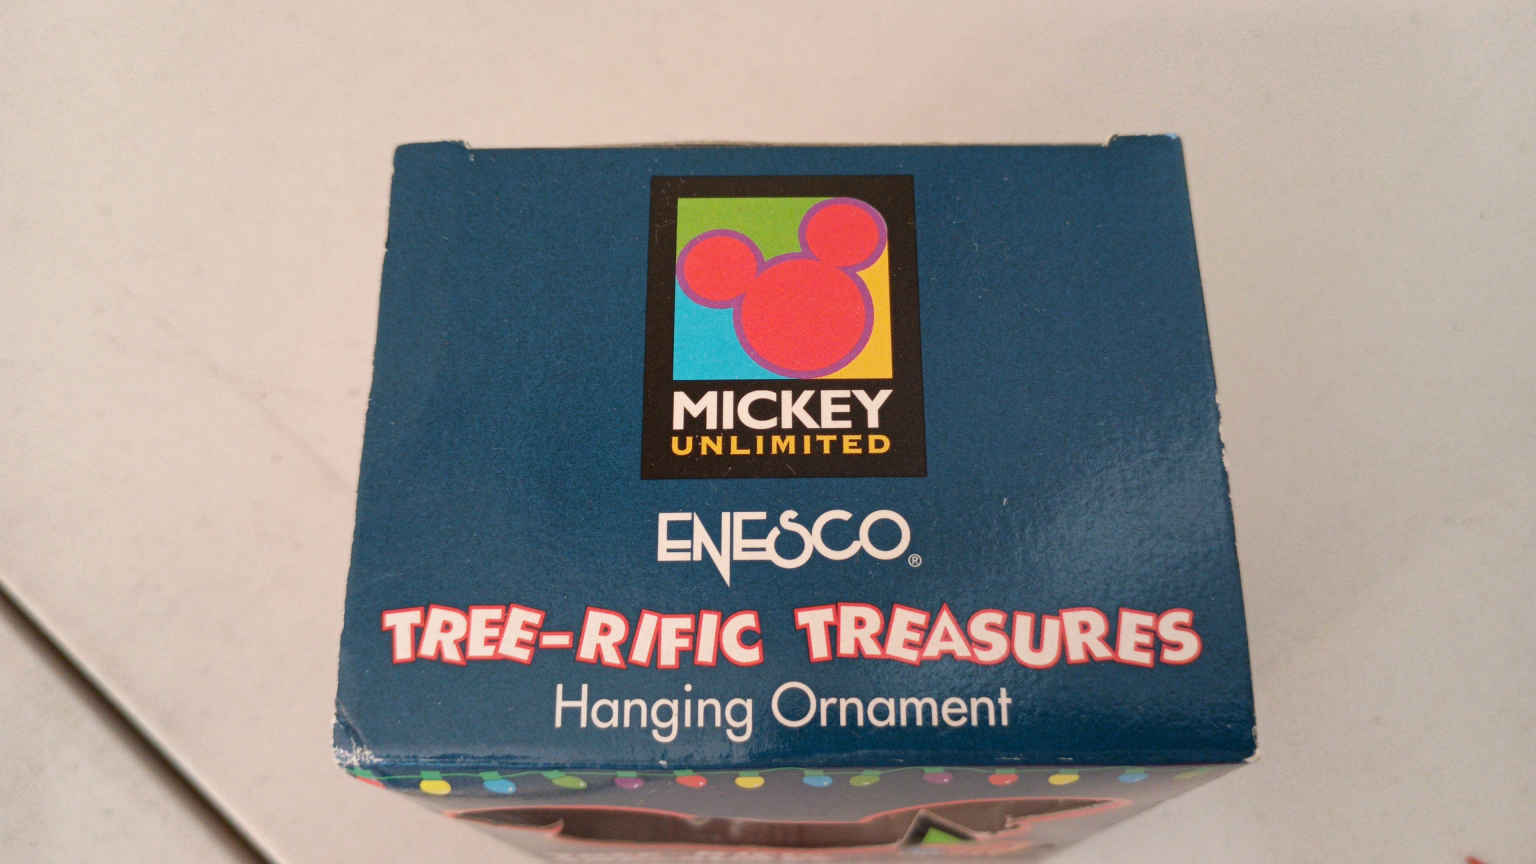 MICKEY
UNLIMITED
ENESCO®
TREE-RIFIC TREASURES
Hanging Ornament